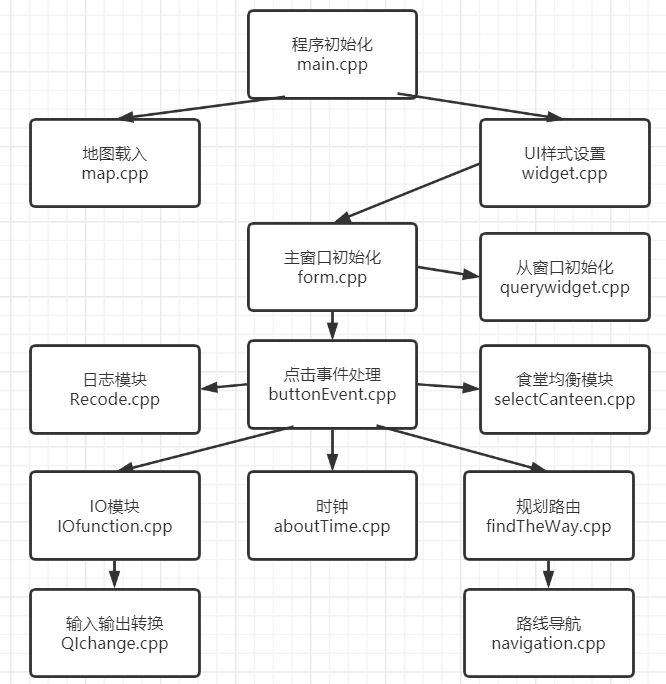 程序初始化
main.cpp
地图载入
map.cpp
UI样式设置
widget.cpp
主窗口初始化
form.cpp
从窗口初始化
querywidget.cpp
日志模块
Recode.cpp
点击事件处理
buttonEvent.cpp
食堂均衡模块
selectCanteen.cpp
IO模块
IOfunction.cpp
时钟
aboutTime.cpp
规划路由
findTheWay.cpp
输入输出转换
QIchange.cpp
路线导航
navigation.cpp